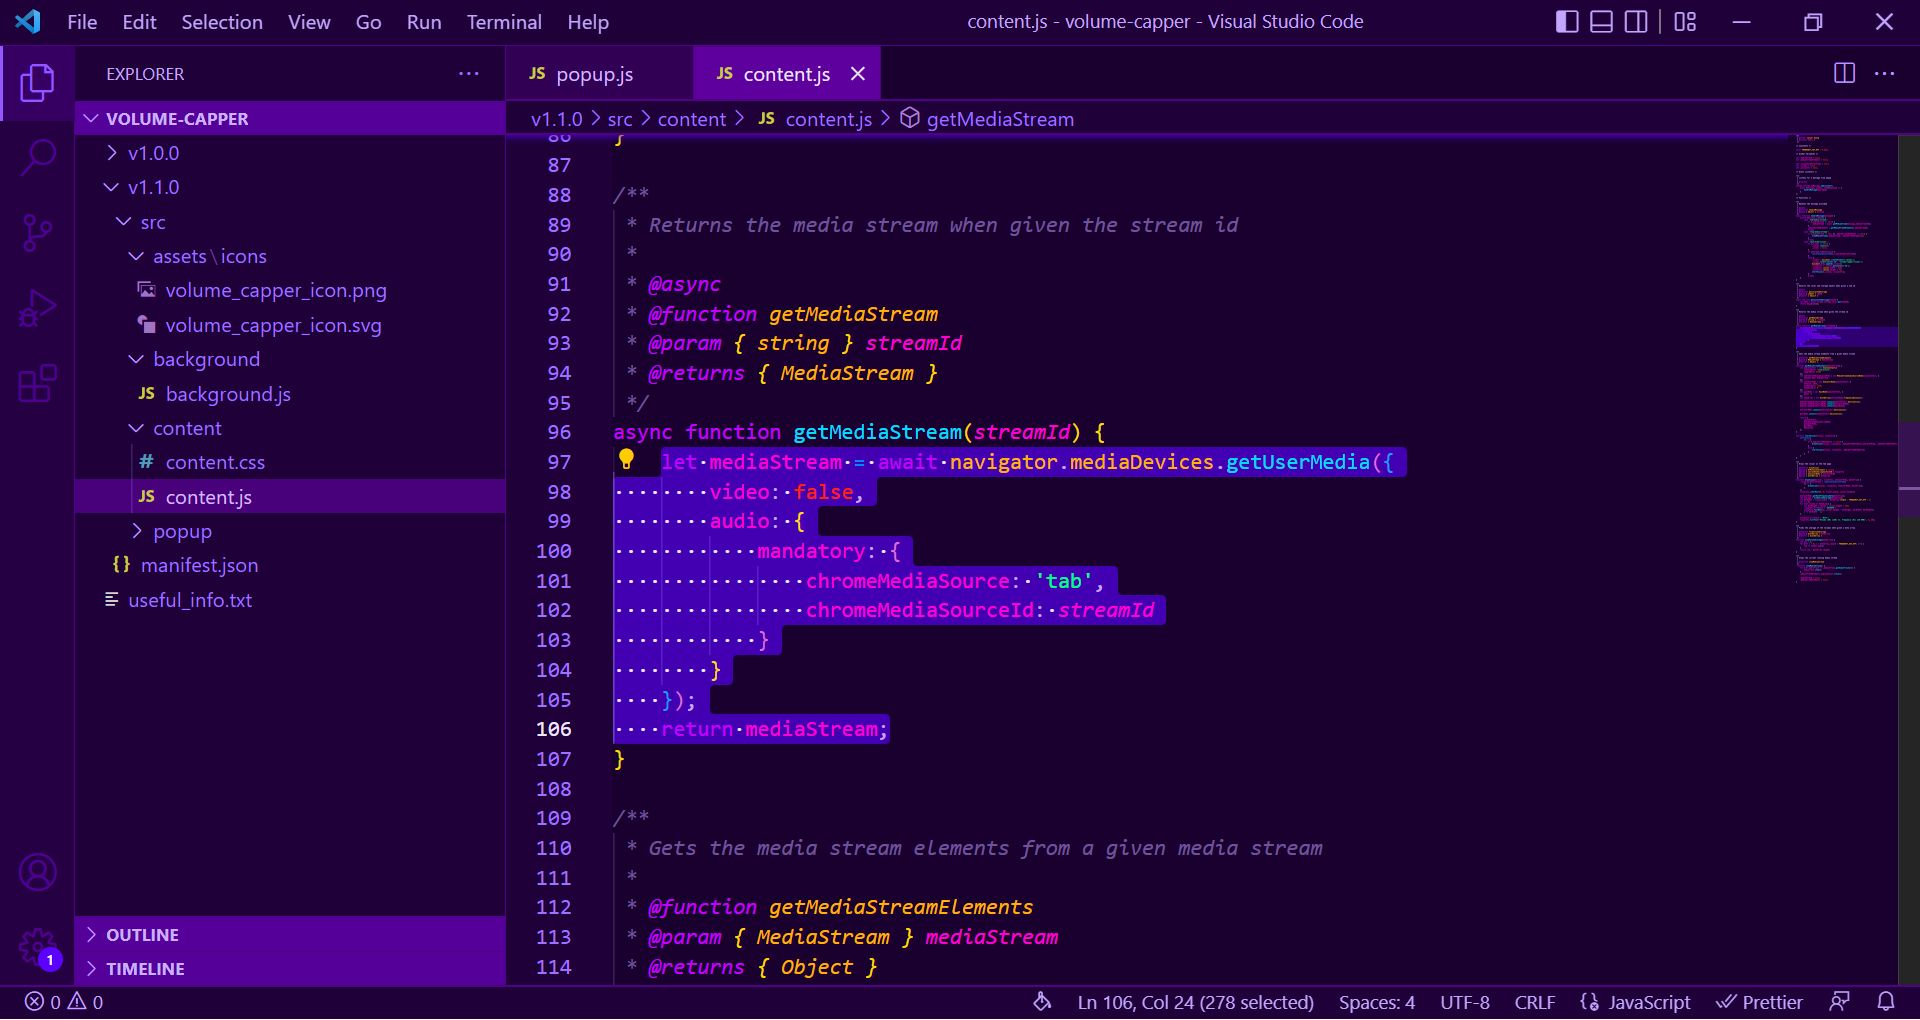 File Edit Selection View Go Run Terminal Help content.js - volume-capper - Visual Studio Code
EXPLORER
VOLUME-CAPPER
v1.0.0
v1.1.0
src
assets\icons
volume_capper_icon.png
volume_capper_icon.svg
background
JS background.js
content
# content.css
JS content.js
popup
{} manifest.json
useful_info.txt
OUTLINE
TIMELINE
1
JS popup.js JS content.js
v1.1.0 > src > content > JS content.js > getMediaStream
86 }
87
88 /**
89 * Returns the media stream when given the stream id
90 *
91 * @async
92 * @function getMediaStream
93 * @param { string } streamId
94 * @returns { MediaStream }
95 */
96 async function getMediaStream(streamId) {
97 let mediaStream = await navigator.mediaDevices.getUserMedia({
98 video: false,
99 audio: {
100 mandatory: {
101 chromeMediaSource: 'tab',
102 chromeMediaSourceId: streamId
103 }
104 }
105 });
106 return mediaStream;
107 }
108
109 /**
110 * Gets the media stream elements from a given media stream
111 *
112 * @function getMediaStreamElements
113 * @param { MediaStream } mediaStream
114 * @returns { Object }
0 0 Ln 106, Col 24 (278 selected) Spaces: 4 UTF-8 CRLF JavaScript Prettier